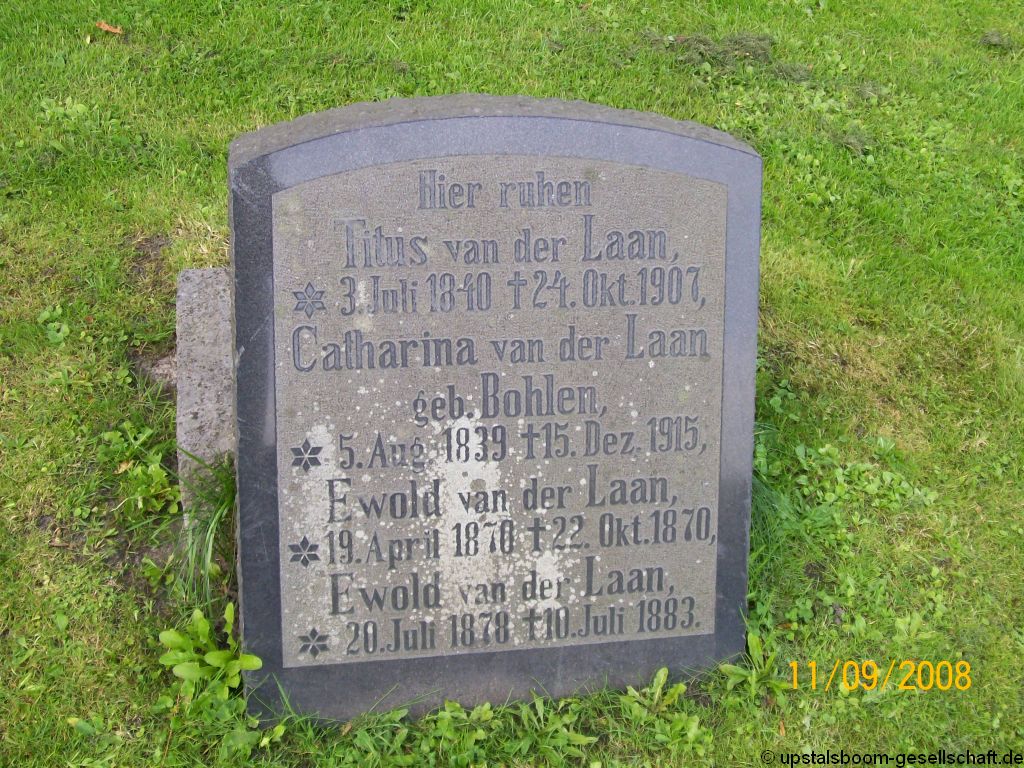 Hier ruhen
Titus van der Laan,
* 3. Juli 1840 † 24. Okt. 1907,
Catharina van der Laan
geb. Bohlen,
* 5. Aug 1839 † 15. Dez. 1915,
Ewold van der Laan,
* 19. April 1870 † 22. Okt. 1870,
Ewold van der Laan,
* 20. Juli 1878 † 10. Juli 1883.
11/09/2008
© upstalsboom-gesellschaft.de